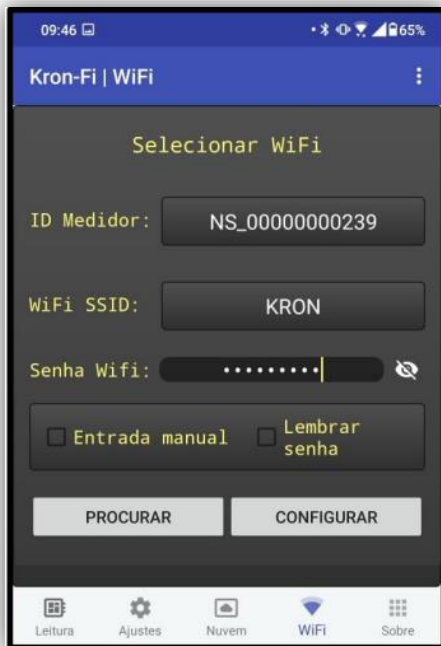 09:46 65%
Kron-Fi | WiFi
Selecionar WiFi
ID Medidor: NS_00000000239
WiFi SSID: KRON
Senha Wifi: •••••••••
Entrada manual Lembrar
senha
PROCURAR CONFIGURAR
Leitura Ajustes Nuvem WiFi Sobre